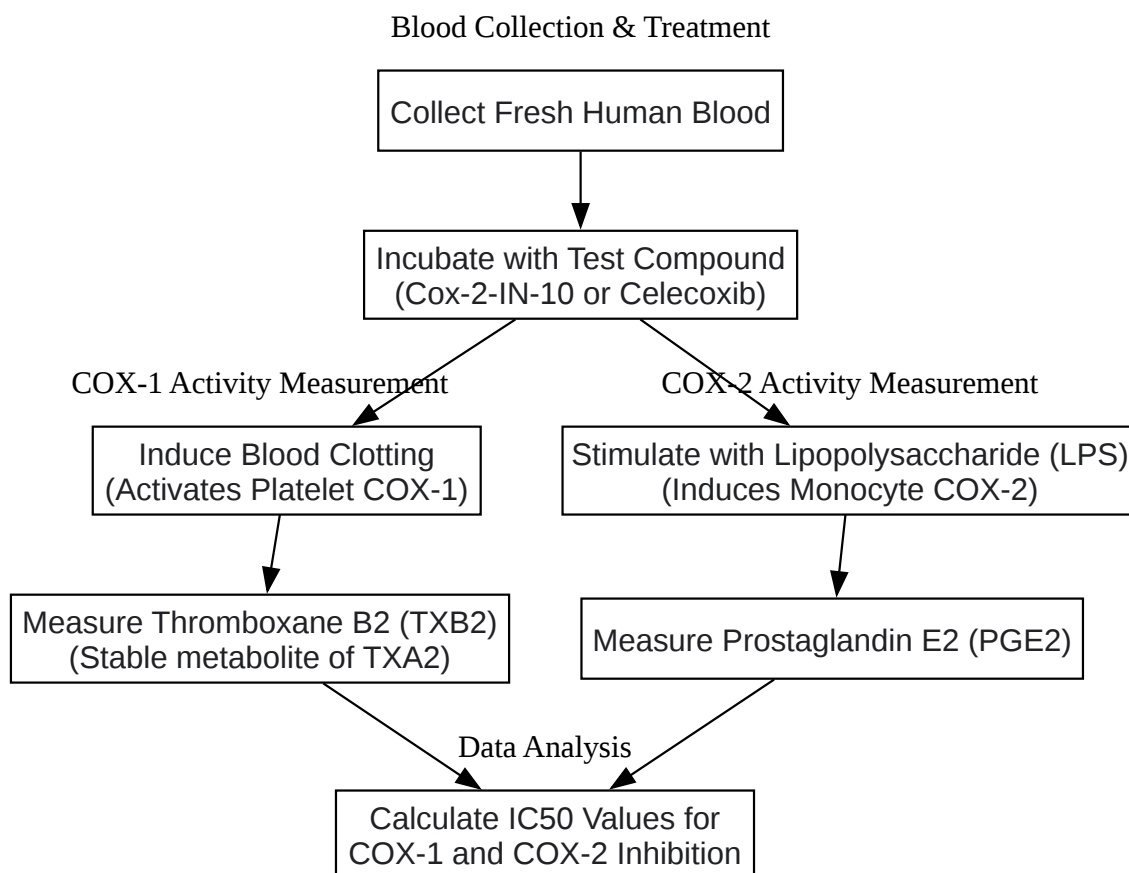 Blood Collection & Treatment
Collect Fresh Human Blood
Incubate with Test Compound
(Cox-2-IN-10 or Celecoxib)
COX-1 Activity Measurement
COX-2 Activity Measurement
Induce Blood Clotting
(Activates Platelet COX-1)
Stimulate with Lipopolysaccharide (LPS)
(Induces Monocyte COX-2)
Measure Thromboxane B2 (TXB2)
(Stable metabolite of TXA2)
Measure Prostaglandin E2 (PGE2)
Data Analysis
Calculate IC50 Values for
COX-1 and COX-2 Inhibition